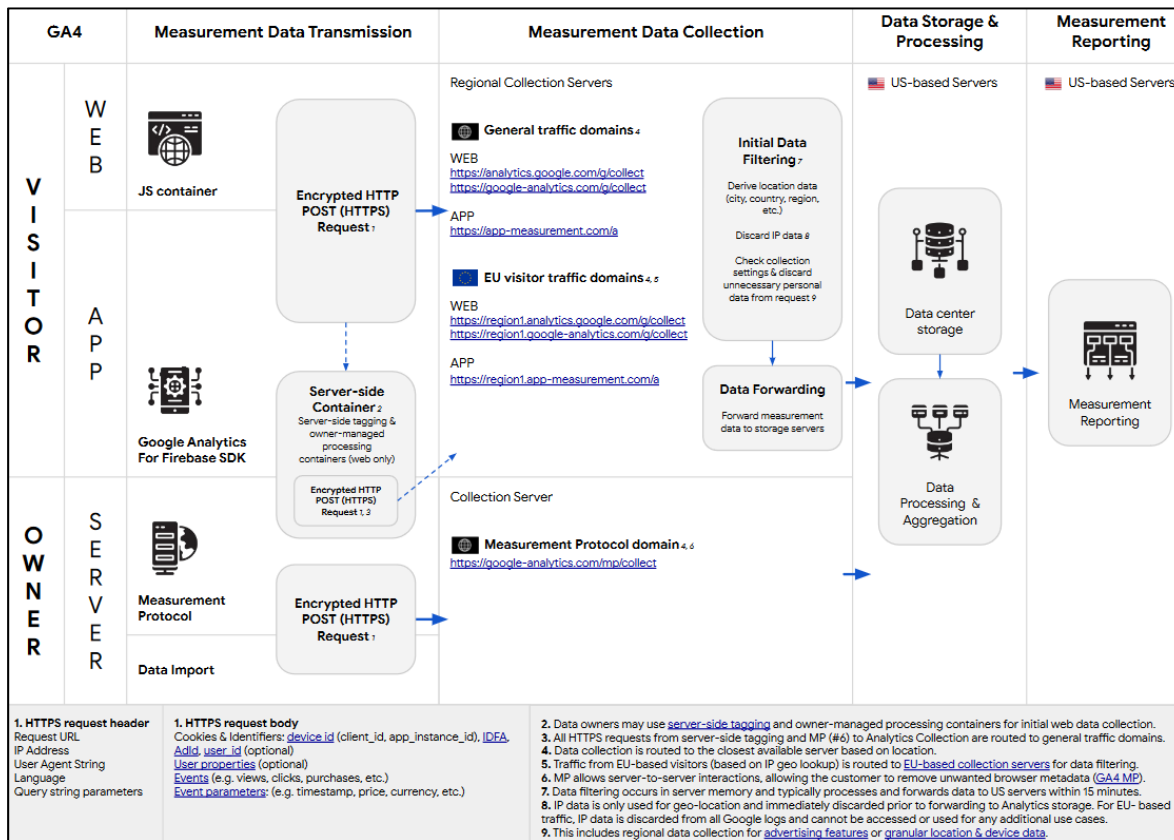 GA4
Measurement Data Transmission
Measurement Data Collection
Data Storage &
Processing
Measurement
Reporting
VISITOR
WEB
JS container
APP
Google Analytics
For Firebase SDK
Encrypted HTTP
POST (HTTPS)
Request 1
Server-side
Container 2
Server-side tagging &
owner-managed
processing
containers (web only)
Encrypted HTTP
POST (HTTPS)
Request 1, 3
Regional Collection Servers
General traffic domains 4
WEB
https://analytics.google.com/g/collect
https://google-analytics.com/g/collect
APP
https://app-measurement.com/a
EU visitor traffic domains 4, 5
WEB
https://region1.analytics.google.com/g/collect
https://region1.google-analytics.com/g/collect
APP
https://region1.app-measurement.com/a
Initial Data
Filtering 7
Derive location data
(city, country, region,
etc.)
Discard IP data 8
Check collection
settings & discard
unnecessary personal
data from request 9
Data Forwarding
Forward measurement
data to storage servers
US-based Servers
Data center
storage
Data
Processing &
Aggregation
US-based Servers
Measurement
Reporting
OWNER
SERVER
Measurement
Protocol
Data Import
Encrypted HTTP
POST (HTTPS)
Request 1
Collection Server
Measurement Protocol domain 4, 6
https://google-analytics.com/mp/collect
1. HTTPS request header
Request URL
IP Address
User Agent String
Language
Query string parameters
1. HTTPS request body
Cookies & Identifiers: device id (client_id, app_instance_id), IDFA,
AdId, user_id (optional)
User properties (optional)
Events (e.g. views, clicks, purchases, etc.)
Event parameters: (e.g. timestamp, price, currency, etc.)
2. Data owners may use server-side tagging and owner-managed processing containers for initial web data collection.
3. All HTTPS requests from server-side tagging and MP (#6) to Analytics Collection are routed to general traffic domains.
4. Data collection is routed to the closest available server based on location.
5. Traffic from EU-based visitors (based on IP geo lookup) is routed to EU-based collection servers for data filtering.
6. MP allows server-to-server interactions, allowing the customer to remove unwanted browser metadata (GA4 MP).
7. Data filtering occurs in server memory and typically processes and forwards data to US servers within 15 minutes.
8. IP data is only used for geo-location and immediately discarded prior to forwarding to Analytics storage. For EU- based
traffic, IP data is discarded from all Google logs and cannot be accessed or used for any additional use cases.
9. This includes regional data collection for advertising features or granular location & device data.